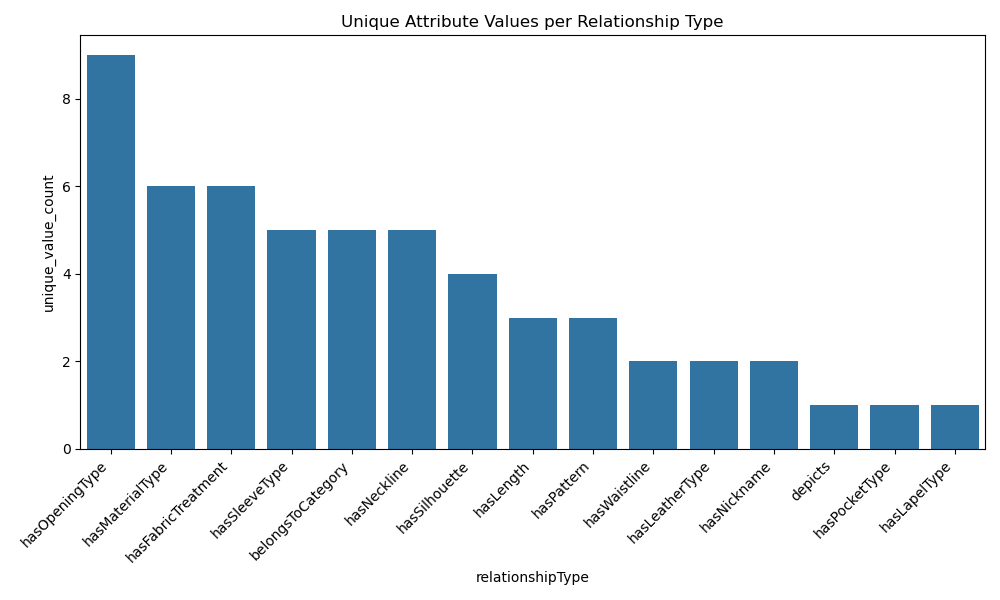 Unique Attribute Values per Relationship Type
unique_value_count
8
6
4
2
0
hasOpeningType
hasMaterialType
hasFabricTreatment
hasSleeveType
belongsToCategory
hasNeckline
hasSilhouette
hasLength
hasPattern
hasWaistline
hasLeatherType
hasNickname
depicts
hasPocketType
hasLapelType
relationshipType